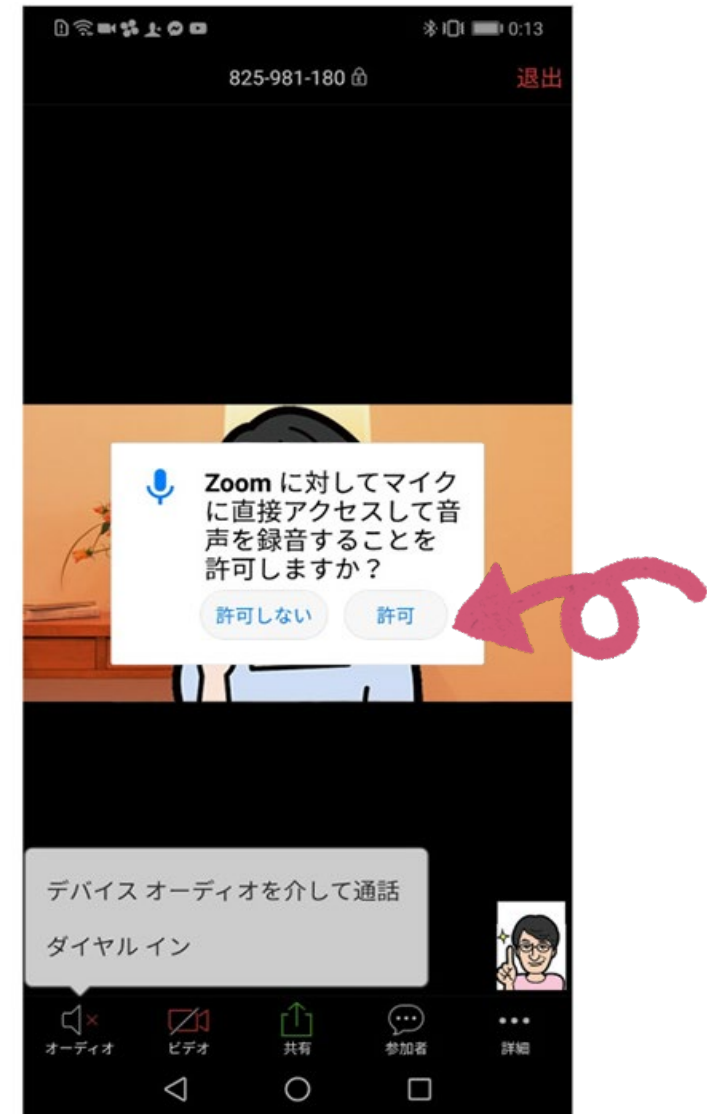 0:13
825-981-180
退出
Zoom に対してマイク
に直接アクセスして音
声を録音することを
許可しますか？
許可しない 許可
デバイス オーディオを介して通話
ダイヤル イン
オーディオ ビデオ 共有 参加者 詳細